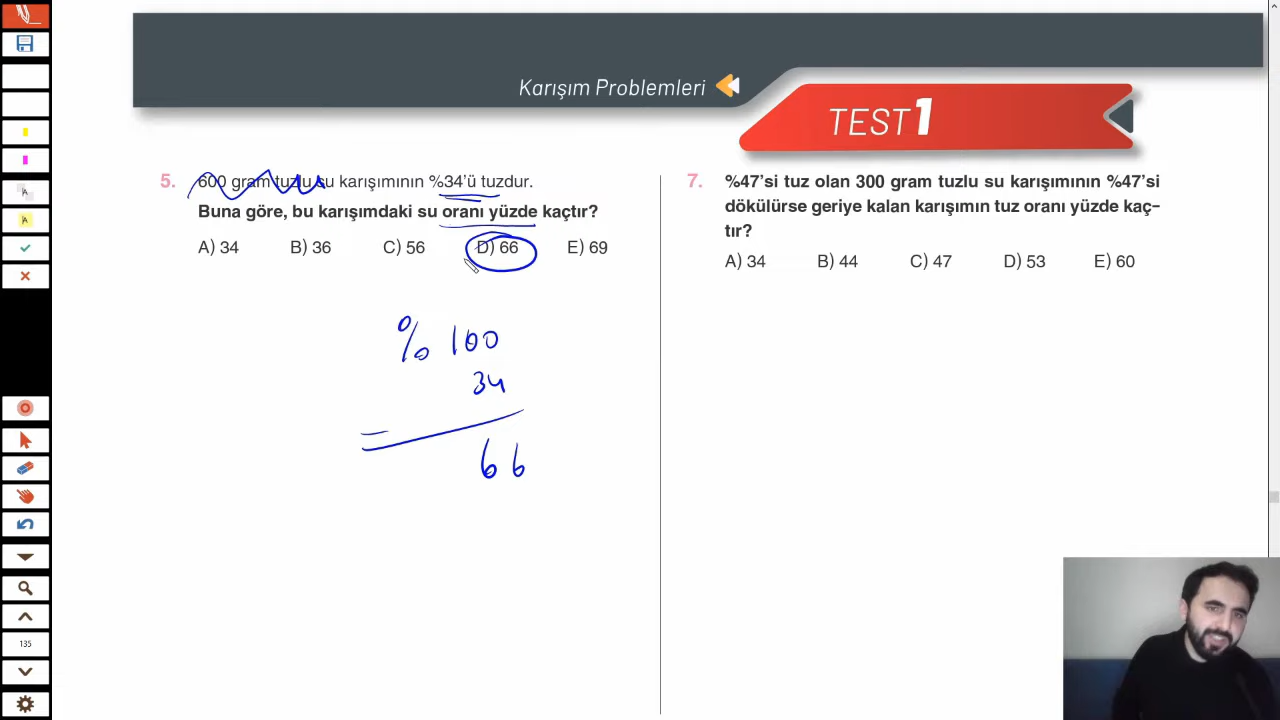 Karışım Problemleri
TEST 1
5. 600 gram tuzlu su karışımının %34'ü tuzdur.
Buna göre, bu karışımdaki su oranı yüzde kaçtır?
A) 34 B) 36 C) 56 D) 66 E) 69
% 100
34
66
7. %47'si tuz olan 300 gram tuzlu su karışımının %47'si
dökülürse geriye kalan karışımın tuz oranı yüzde kaç-
tır?
A) 34 B) 44 C) 47 D) 53 E) 60
A
A
135